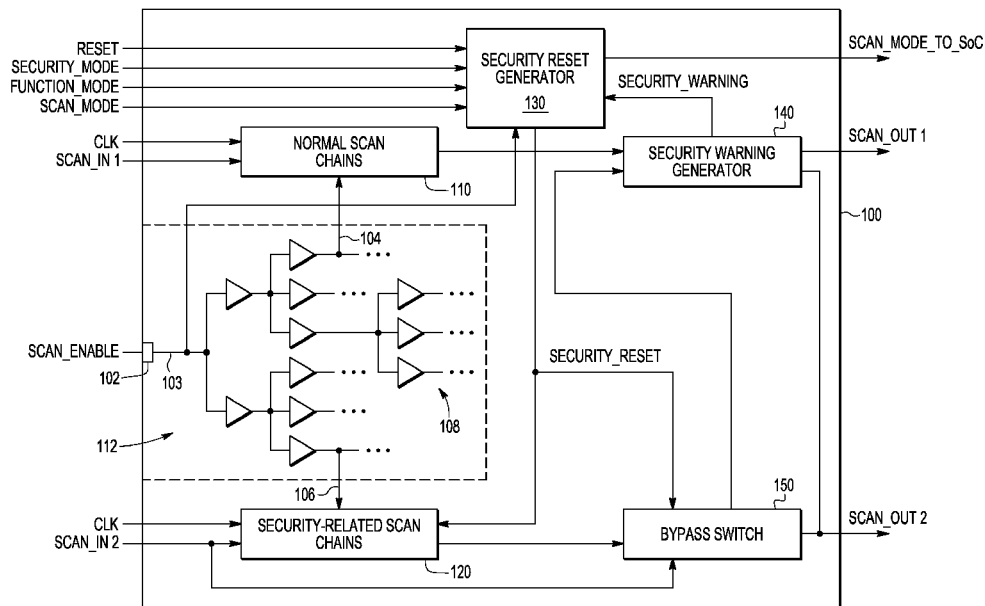 RESET
SECURITY_MODE
FUNCTION_MODE
SCAN_MODE
SECURITY RESET
GENERATOR
130
SCAN_MODE_TO_SoC
SECURITY_WARNING
CLK
SCAN_IN 1
NORMAL SCAN
CHAINS
110
140
SECURITY WARNING
GENERATOR
SCAN_OUT 1
100
104
SCAN_ENABLE
102
103
112
108
SECURITY_RESET
106
CLK
SCAN_IN 2
SECURITY-RELATED SCAN
CHAINS
120
150
BYPASS SWITCH
SCAN_OUT 2